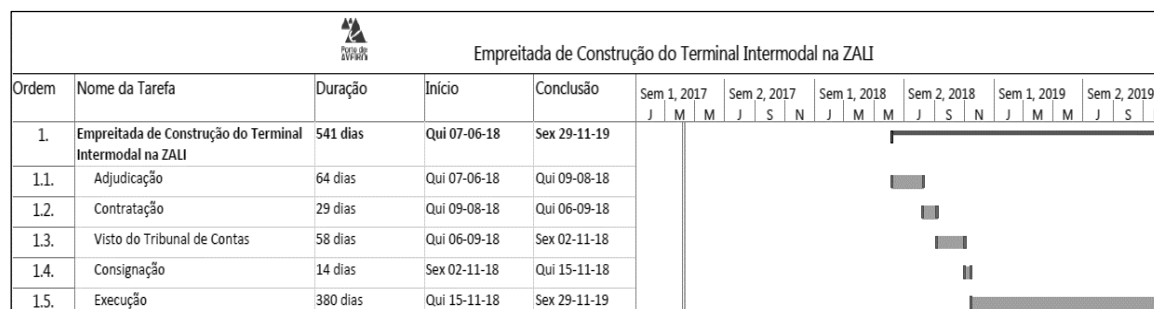 Porto de
AVEIRO
Empreitada de Construção do Terminal Intermodal na ZALI
Ordem Nome da Tarefa Duração Início Conclusão Sem 1, 2017 Sem 2, 2017 Sem 1, 2018 Sem 2, 2018 Sem 1, 2019 Sem 2, 2019
J M M J S N J M M J S N J M M J S
1. Empreitada de Construção do Terminal 541 dias Qui 07-06-18 Sex 29-11-19
Intermodal na ZALI
1.1. Adjudicação 64 dias Qui 07-06-18 Qui 09-08-18
1.2. Contratação 29 dias Qui 09-08-18 Qui 06-09-18
1.3. Visto do Tribunal de Contas 58 dias Qui 06-09-18 Sex 02-11-18
1.4. Consignação 14 dias Sex 02-11-18 Qui 15-11-18
1.5. Execução 380 dias Qui 15-11-18 Sex 29-11-19